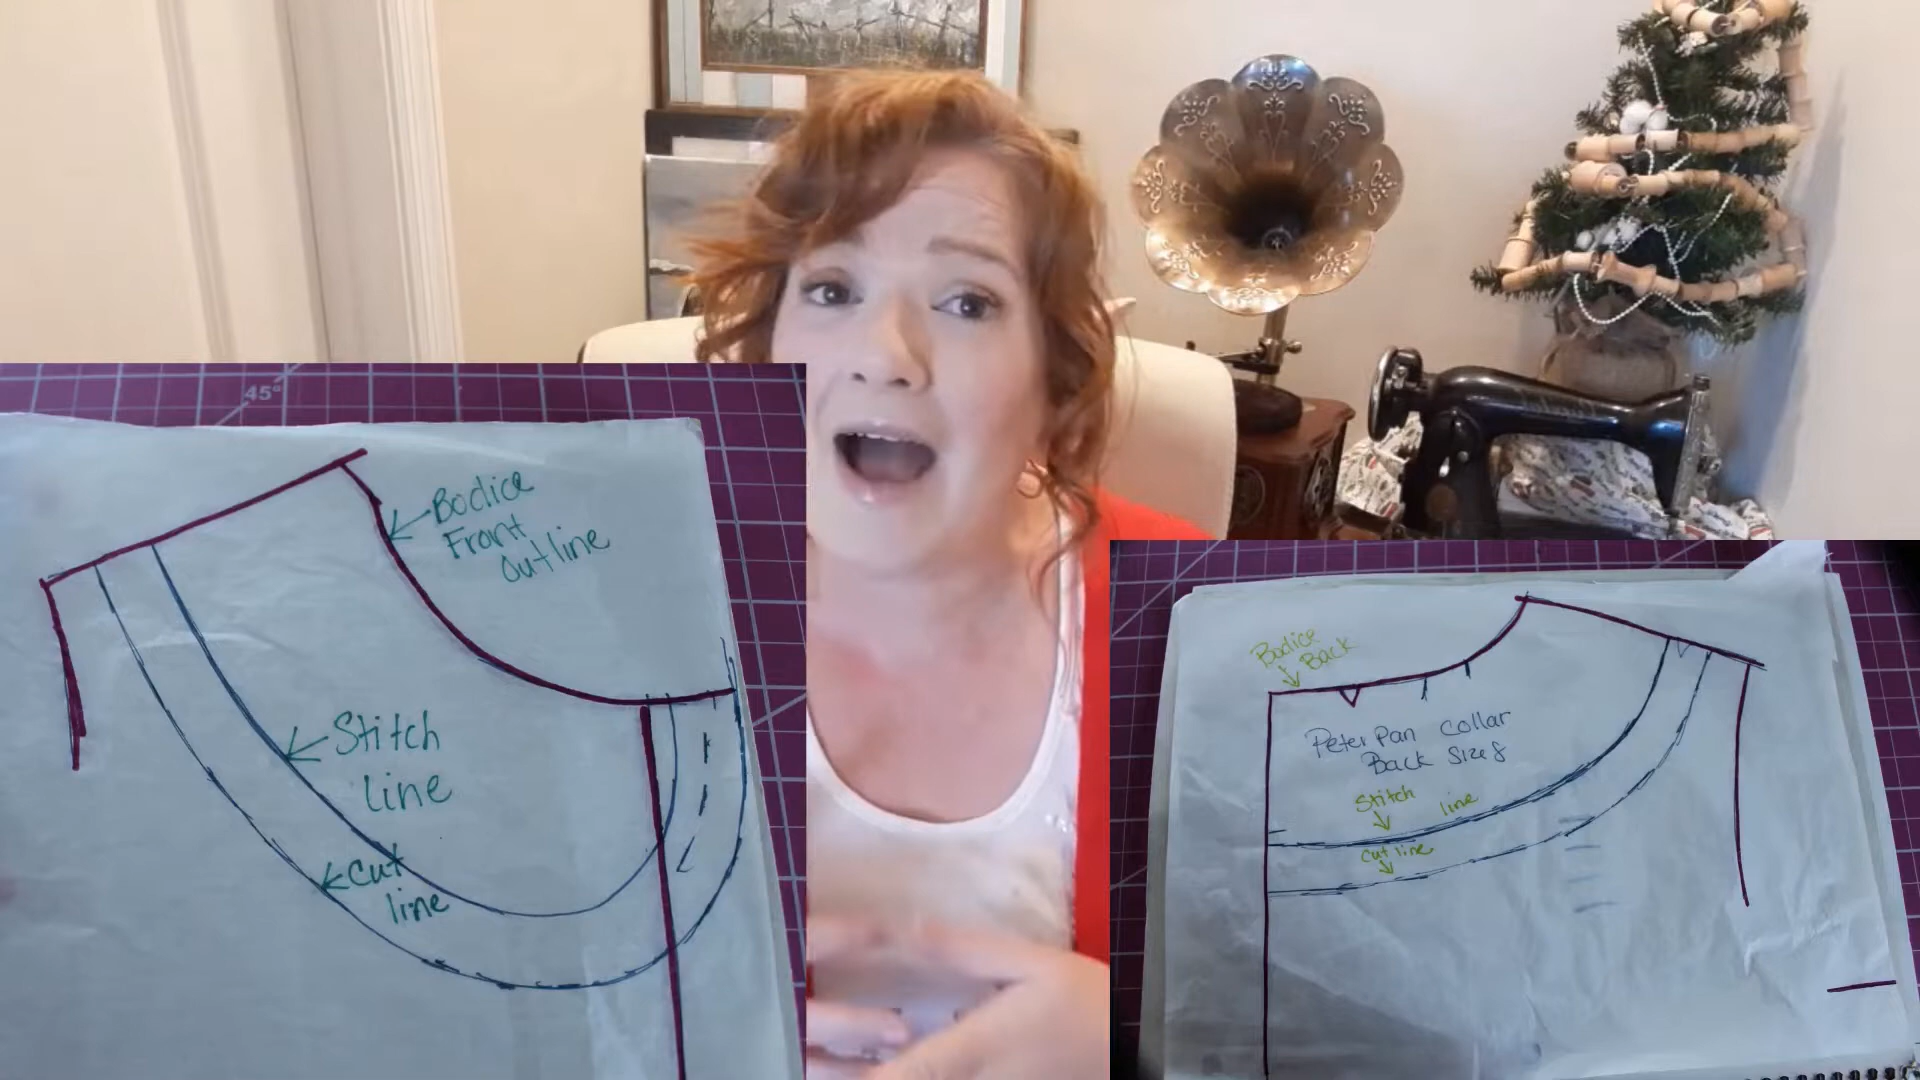 45°
Bodice
Front
Outline
Stitch
line
Cut
line
Bodice
Back
Peter Pan Collar
Back Size 8
Stitch line
Cut line